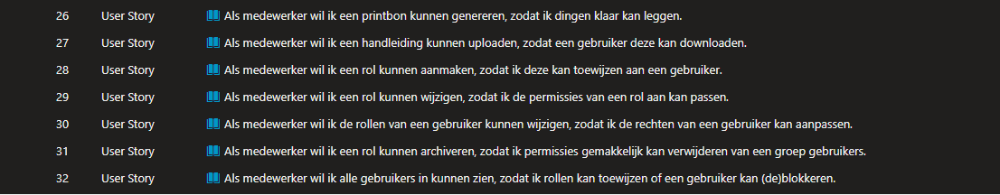 26 User Story Als medewerker wil ik een printbon kunnen genereren, zodat ik dingen klaar kan leggen.
27 User Story Als medewerker wil ik een handleiding kunnen uploaden, zodat een gebruiker deze kan downloaden.
28 User Story Als medewerker wil ik een rol kunnen aanmaken, zodat ik deze kan toewijzen aan een gebruiker.
29 User Story Als medewerker wil ik een rol kunnen wijzigen, zodat ik de permissies van een rol aan kan passen.
30 User Story Als medewerker wil ik de rollen van een gebruiker kunnen wijzigen, zodat ik de rechten van een gebruiker kan aanpassen.
31 User Story Als medewerker wil ik een rol kunnen archiveren, zodat ik permissies gemakkelijk kan verwijderen van een groep gebruikers.
32 User Story Als medewerker wil ik alle gebruikers in kunnen zien, zodat ik rollen kan toewijzen of een gebruiker kan (de)blokkeren.